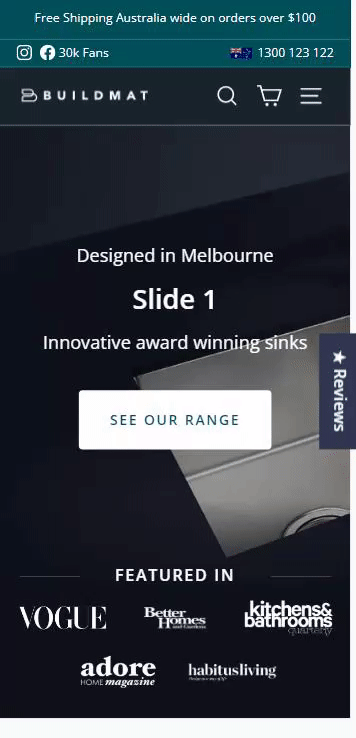 Free Shipping Australia wide on orders over $100
30k Fans
1300 123 122
BUILDMAT
Designed in Melbourne
Slide 1
Innovative award winning sinks
★ Reviews
SEE OUR RANGE
FEATURED IN
VOGUE
Better
Homes
and Gardens
kitchens&
bathrooms
quarterly
adore
HOME magazine
habitusliving